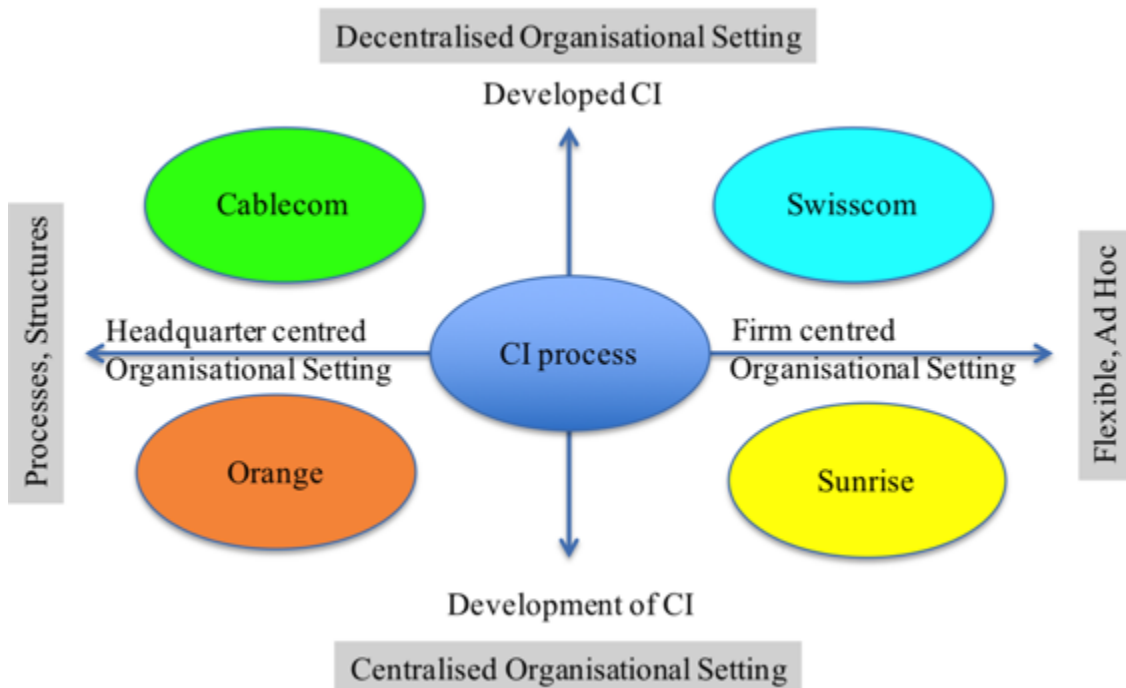 Decentralised Organisational Setting
Developed CI
Cablecom
Swisscom
Processes, Structures
Headquarter centred
Organisational Setting
CI process
Firm centred
Organisational Setting
Flexible, Ad Hoc
Orange
Sunrise
Development of CI
Centralised Organisational Setting